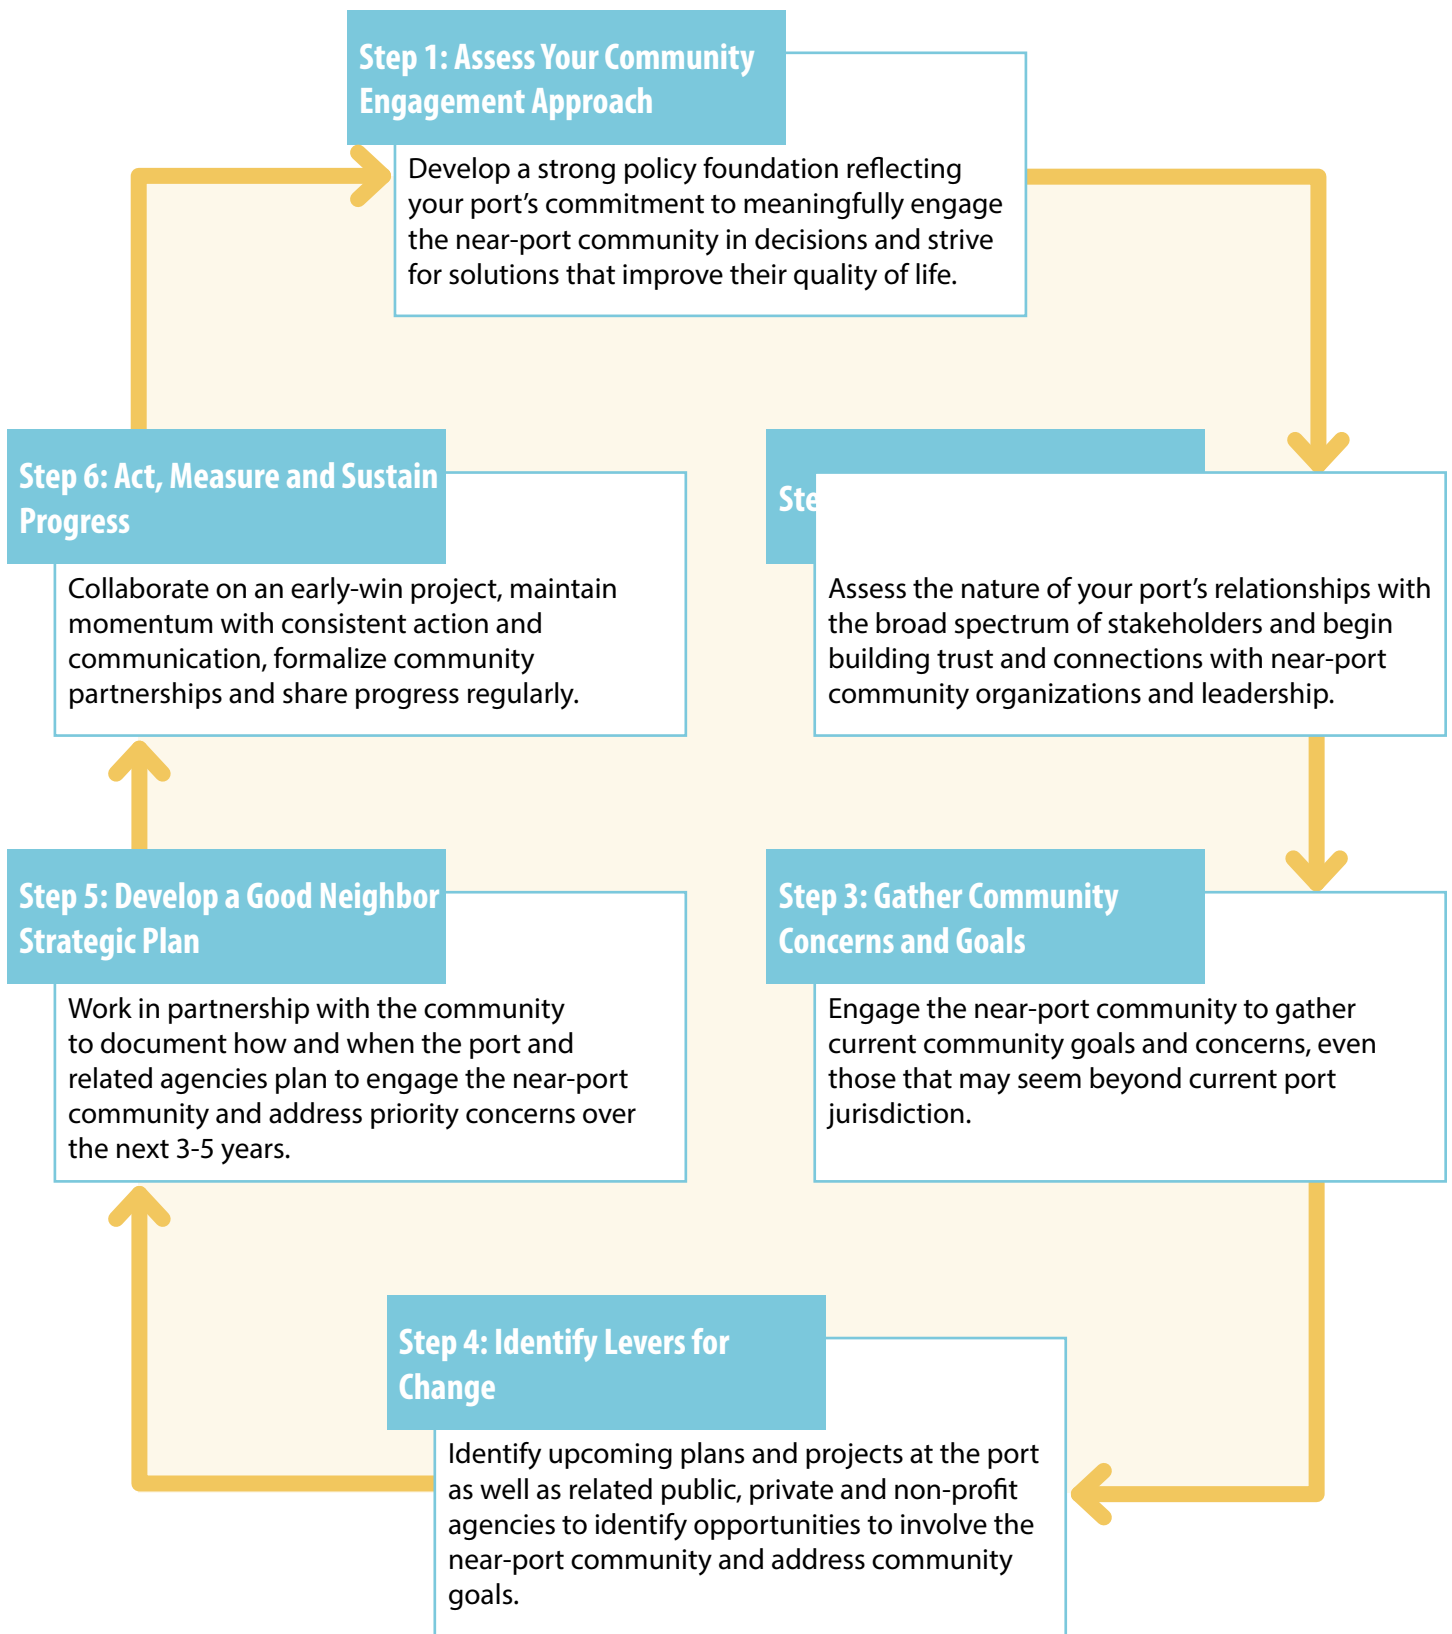 Step 1: Assess Your Community
Engagement Approach
Develop a strong policy foundation reflecting
your port’s commitment to meaningfully engage
the near-port community in decisions and strive
for solutions that improve their quality of life.
Assess the nature of your port’s relationships with
the broad spectrum of stakeholders and begin
building trust and connections with near-port
community organizations and leadership.
Step 3: Gather Community
Concerns and Goals
Engage the near-port community to gather
current community goals and concerns, even
those that may seem beyond current port
jurisdiction.
Step 4: Identify Levers for
Change
Identify upcoming plans and projects at the port
as well as related public, private and non-profit
agencies to identify opportunities to involve the
near-port community and address community
goals.
Step 5: Develop a Good Neighbor
Strategic Plan
Work in partnership with the community
to document how and when the port and
related agencies plan to engage the near-port
community and address priority concerns over
the next 3-5 years.
Step 6: Act, Measure and Sustain
Progress
Collaborate on an early-win project, maintain
momentum with consistent action and
communication, formalize community
partnerships and share progress regularly.